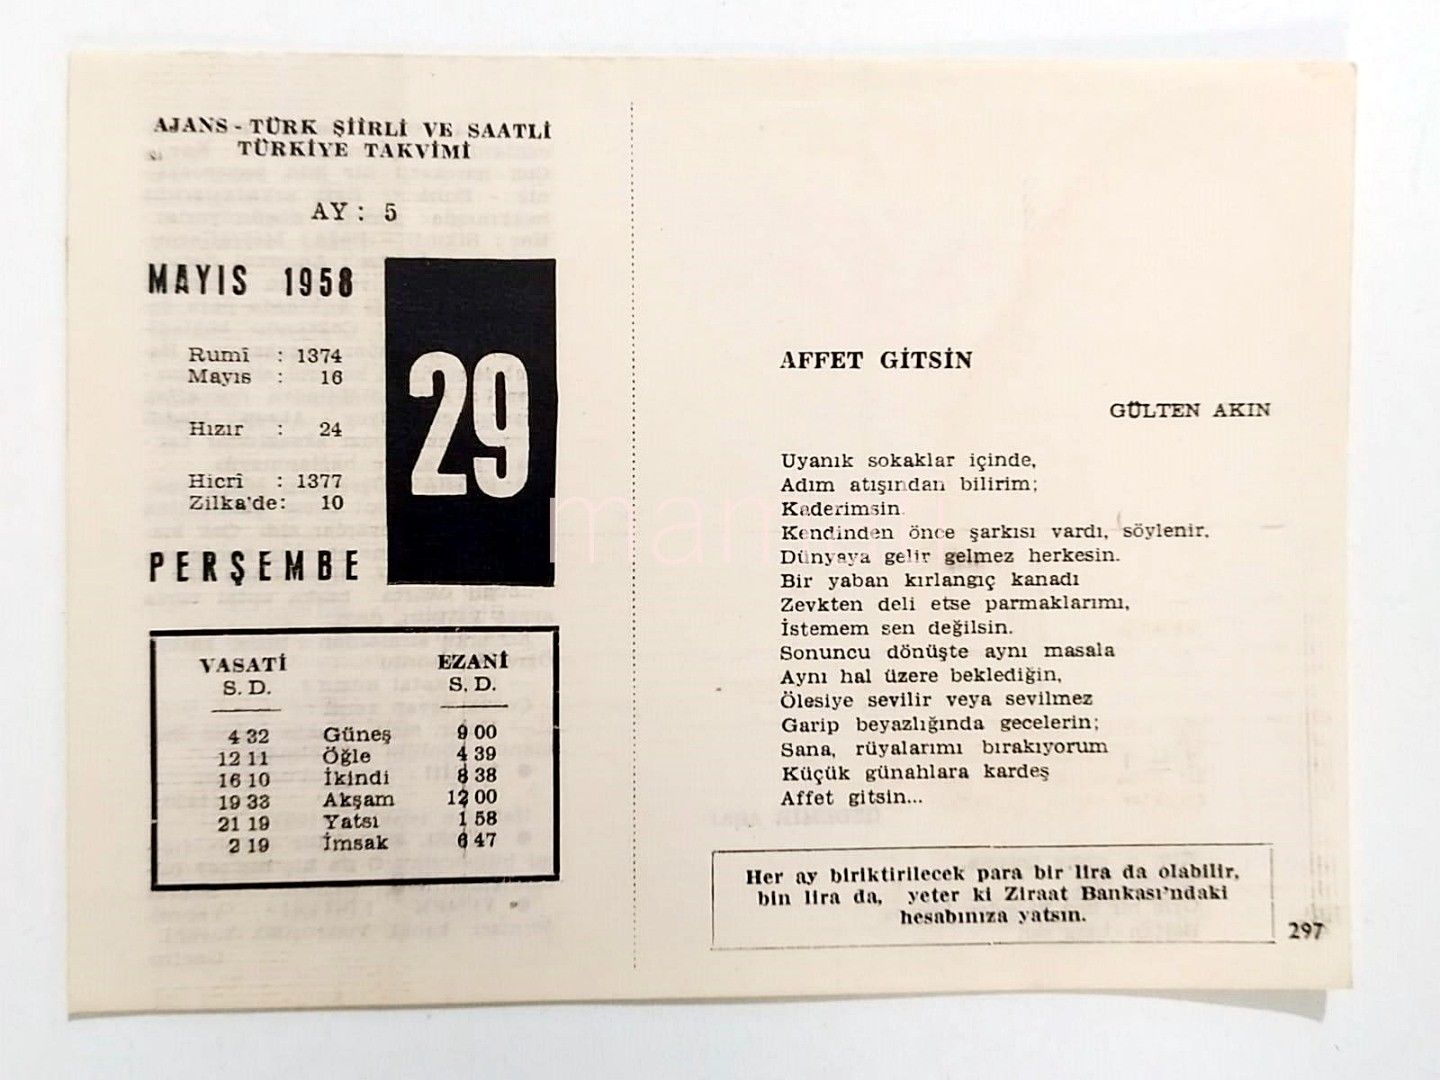 AJANS - TÜRK ŞİİRLİ VE SAATLİ
TÜRKİYE TAKVİMİ
AY : 5
MAYIS 1958
29
Rumî : 1374
Mayıs : 16
Hızır : 24
Hicrî : 1377
Zilka'de: 10
PERŞEMBE
VASATİ EZANİ
S. D. S. D.
4 32 Güneş 9 00
12 11 Öğle 4 39
16 10 İkindi 8 38
19 33 Akşam 12 00
21 19 Yatsı 1 58
2 19 İmsak 6 47
AFFET GİTSİN
GÜLTEN AKIN
Uyanık sokaklar içinde,
Adım atışından bilirim;
Kaderimsin.
Kendinden önce şarkısı vardı, söylenir.
Dünyaya gelir gelmez herkesin.
Bir yaban kırlangıç kanadı
Zevkten deli etse parmaklarımı,
İstemem sen değilsin.
Sonuncu dönüşte aynı masala
Aynı hal üzere beklediğin,
Ölesiye sevilir veya sevilmez
Garip beyazlığında gecelerin;
Sana, rüyalarımı bırakıyorum
Küçük günahlara kardeş
Affet gitsin...
Her ay biriktirilecek para bir lira da olabilir,
bin lira da, yeter ki Ziraat Bankası'ndaki
hesabınıza yatsın.
297